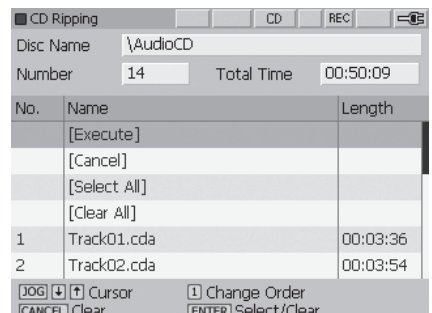 CD Ripping CD REC
Disc Name \AudioCD
Number 14 Total Time 00:50:09
No. Name Length
[Execute]
[Cancel]
[Select All]
[Clear All]
1 Track01.cda 00:03:36
2 Track02.cda 00:03:54
JOG ↓ ↑ Cursor 1 Change Order
CANCEL Clear ENTER Select/Clear